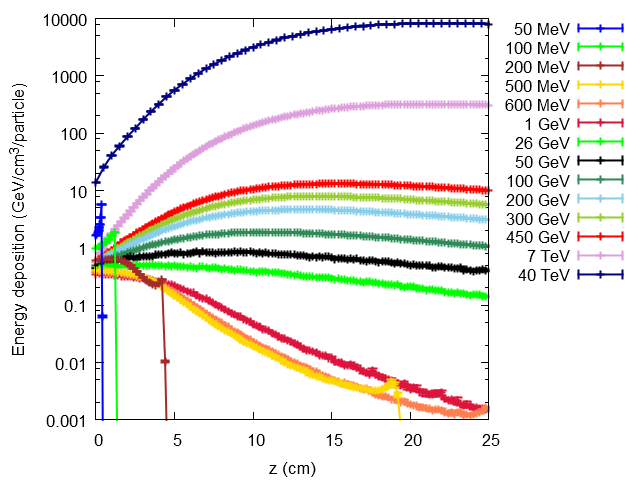 10000
1000
100
10
1
0.1
0.01
0.001
0
5
10
15
20
25
Energy deposition (GeV/cm³/particle)
z (cm)
50 MeV
100 MeV
200 MeV
500 MeV
600 MeV
1 GeV
26 GeV
50 GeV
100 GeV
200 GeV
300 GeV
450 GeV
7 TeV
40 TeV